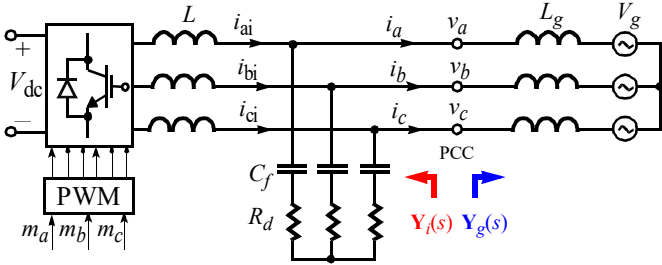 L i_ai i_a v_a L_g V_g
+
V_dc i_bi i_b v_b
i_ci i_c v_c
−
PCC
C_f
PWM R_d Y_i(s) Y_g(s)
m_a m_b m_c